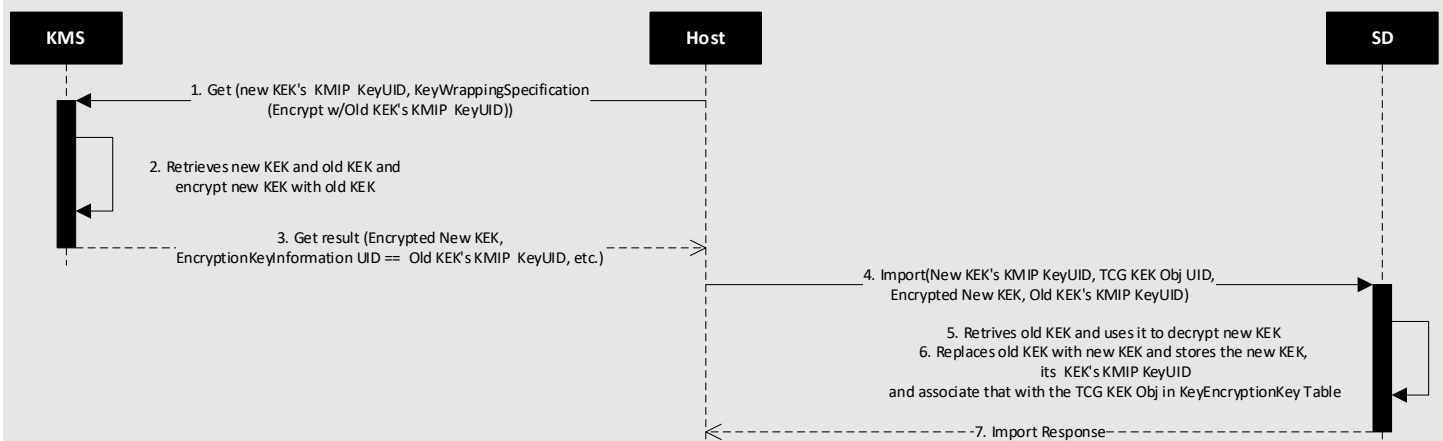 KMS
Host
SD
1. Get (new KEK's KMIP KeyUID, KeyWrappingSpecification
(Encrypt w/Old KEK's KMIP KeyUID))
2. Retrieves new KEK and old KEK and
encrypt new KEK with old KEK
3. Get result (Encrypted New KEK,
EncryptionKeyInformation UID == Old KEK's KMIP KeyUID, etc.)
4. Import(New KEK's KMIP KeyUID, TCG KEK Obj UID,
Encrypted New KEK, Old KEK's KMIP KeyUID)
5. Retrives old KEK and uses it to decrypt new KEK
6. Replaces old KEK with new KEK and stores the new KEK,
its KEK's KMIP KeyUID
and associate that with the TCG KEK Obj in KeyEncryptionKey Table
7. Import Response